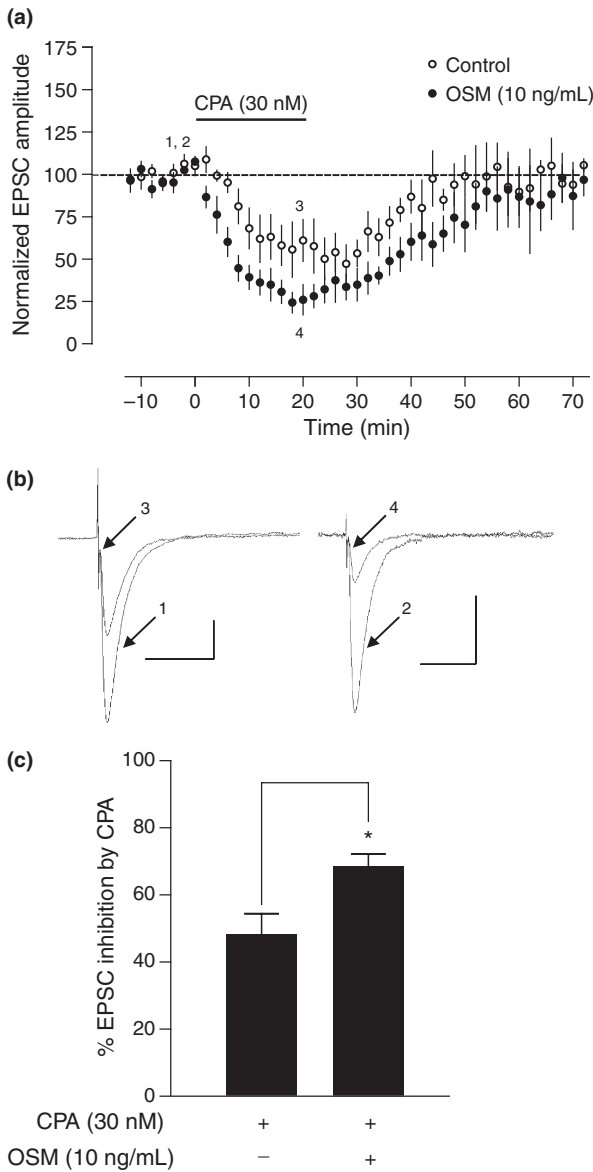 (a)
175
150
125
100
75
50
25
0
Normalized EPSC amplitude
Control
OSM (10 ng/mL)
CPA (30 nM)
1, 2
3
4
–10 0 10 20 30 40 50 60 70
Time (min)
(b)
3
1
4
2
(c)
100
80
60
40
20
0
% EPSC inhibition by CPA
*
CPA (30 nM) + +
OSM (10 ng/mL) – +